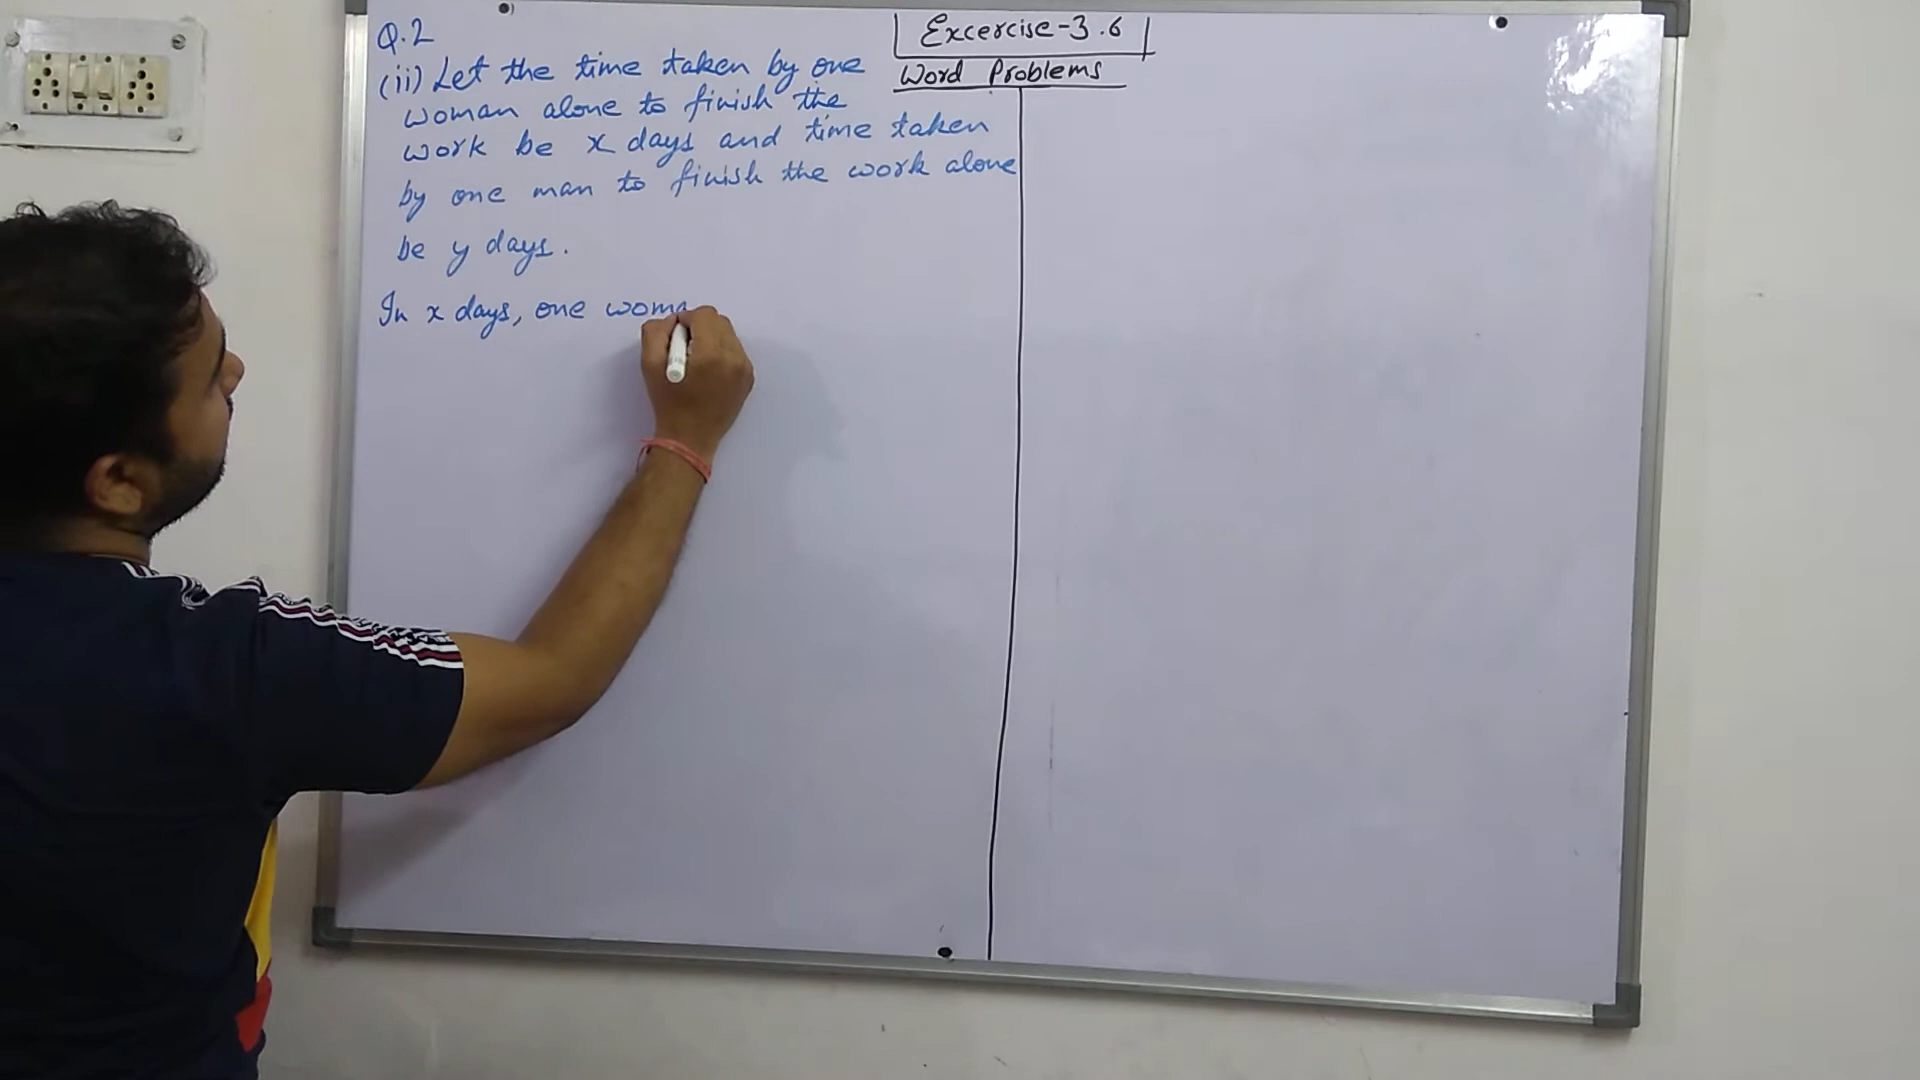 Excercise-3.6
Word Problems
Q.2
(ii) Let the time taken by one
woman alone to finish the
work be x days and time taken
by one man to finish the work alone
be y days.
In x days, one woma